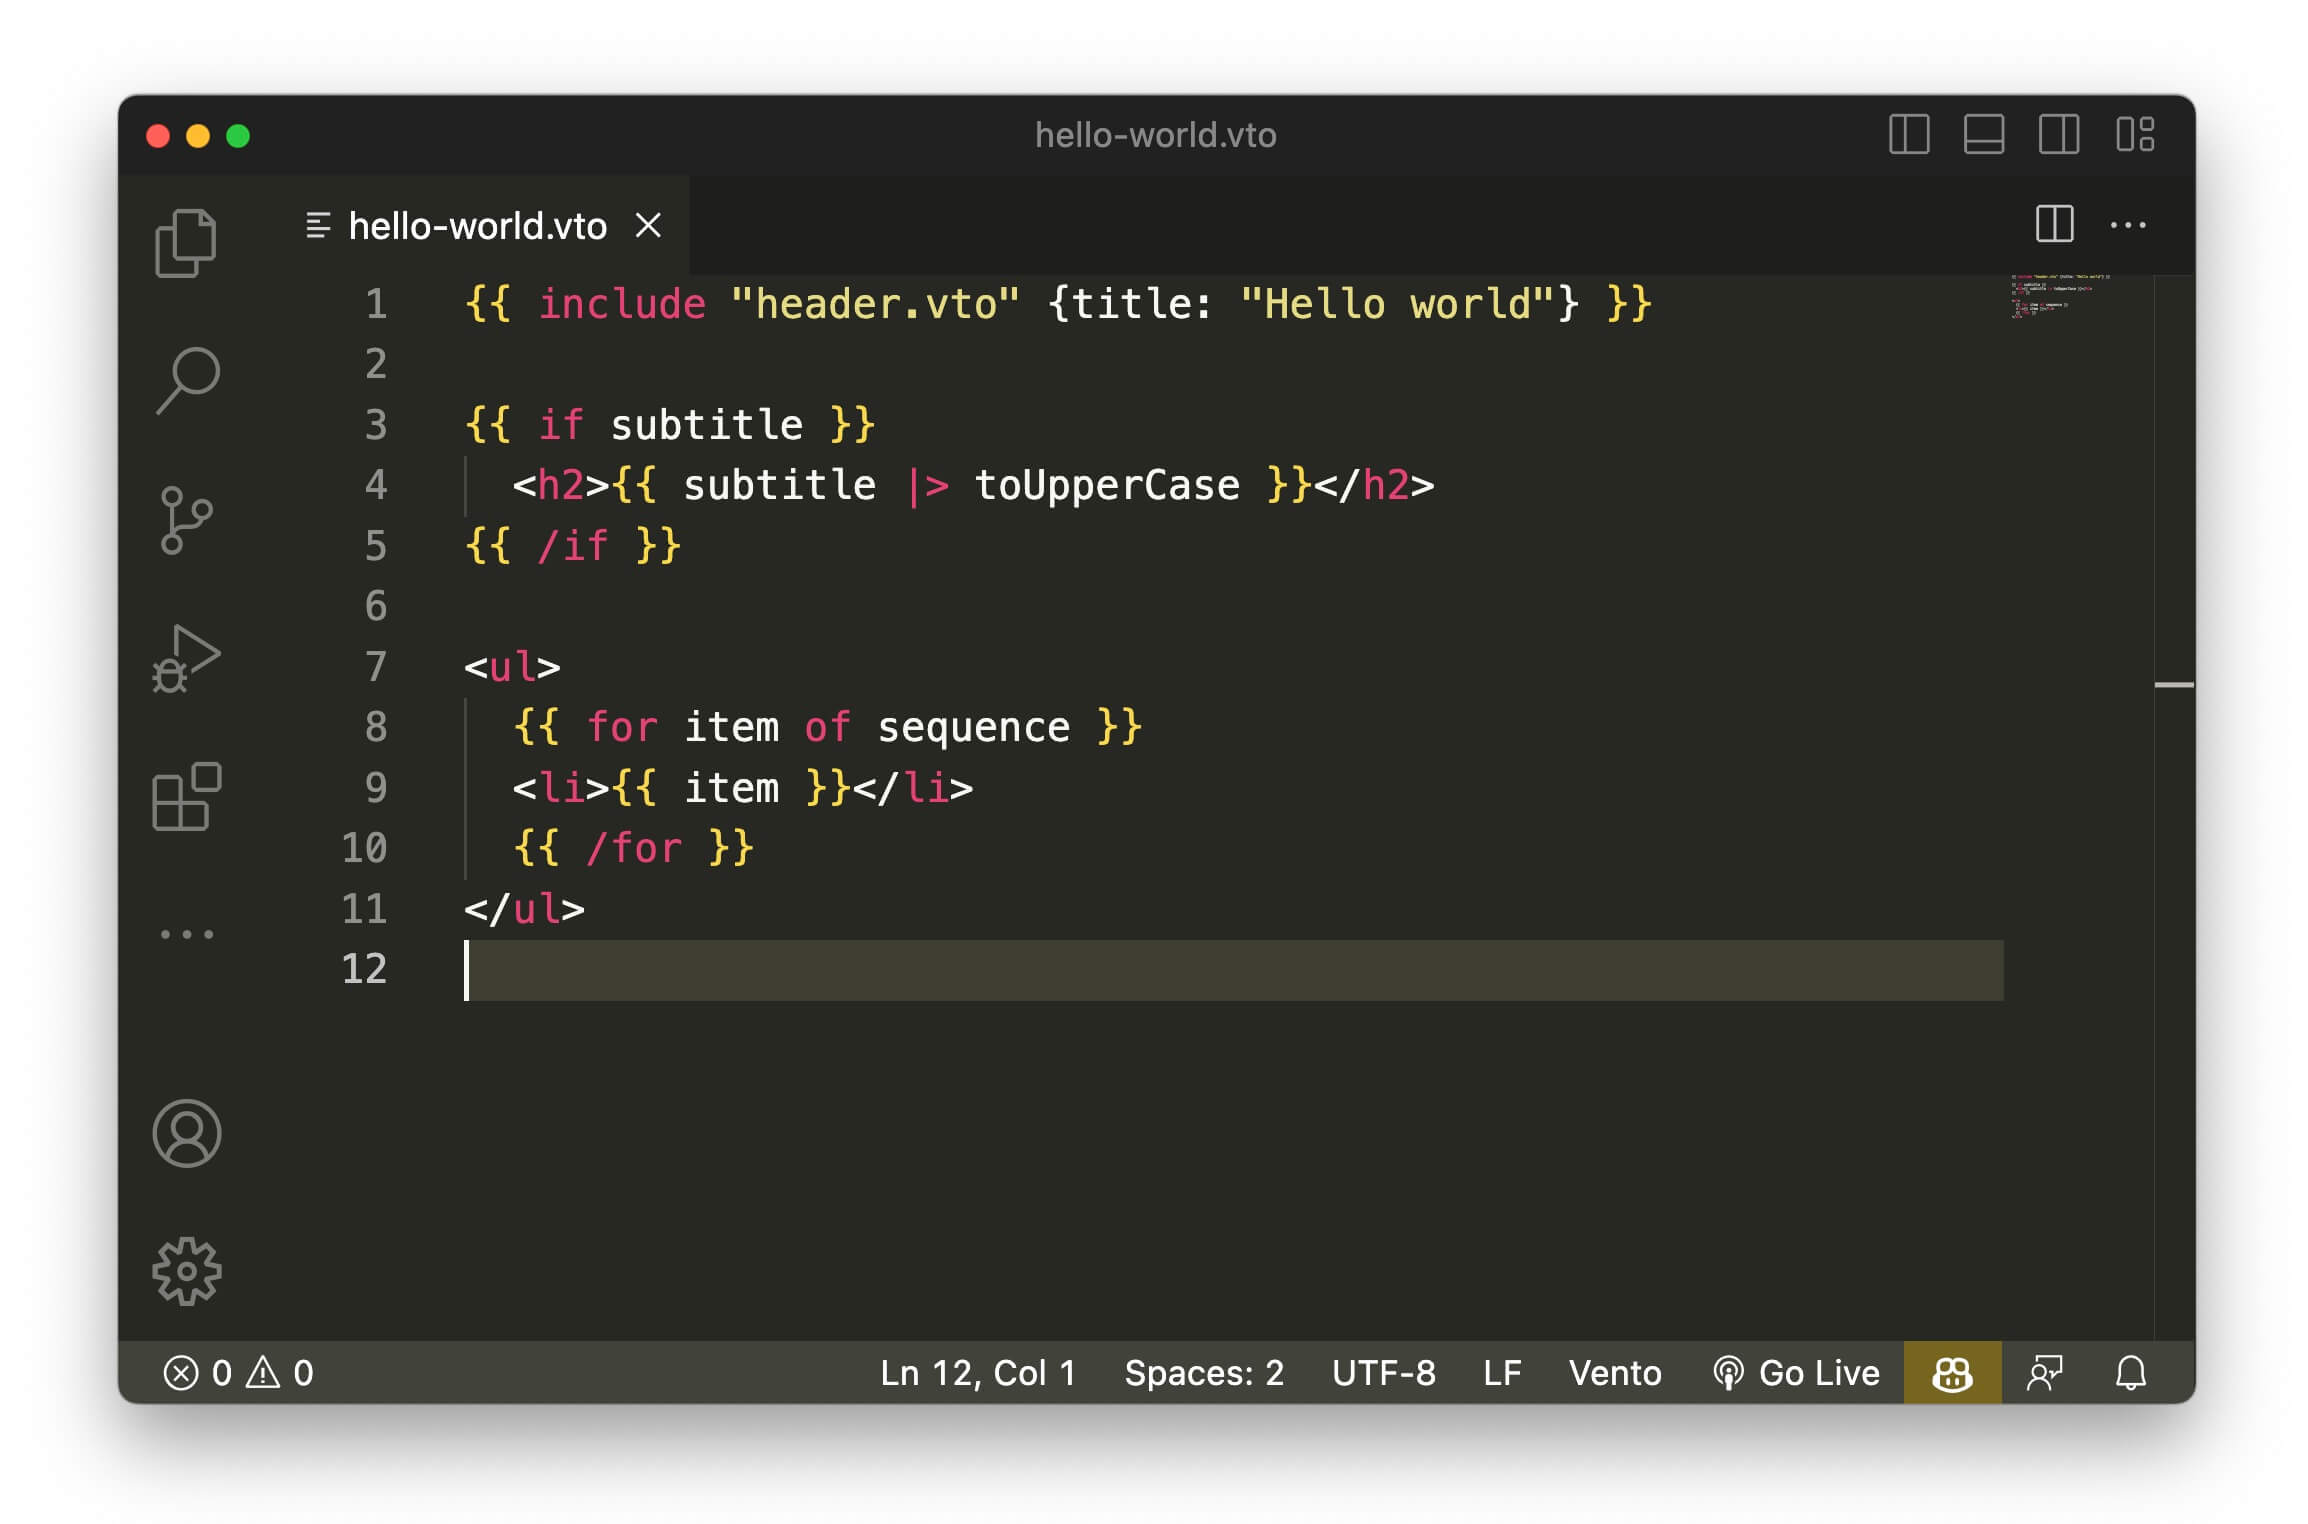 hello-world.vto
hello-world.vto
1 {{ include "header.vto" {title: "Hello world"} }}
2
3 {{ if subtitle }}
4   <h2>{{ subtitle |> toUpperCase }}</h2>
5 {{ /if }}
6
7 <ul>
8   {{ for item of sequence }}
9   <li>{{ item }}</li>
10   {{ /for }}
11 </ul>
12
0 0 Ln 12, Col 1 Spaces: 2 UTF-8 LF Vento Go Live